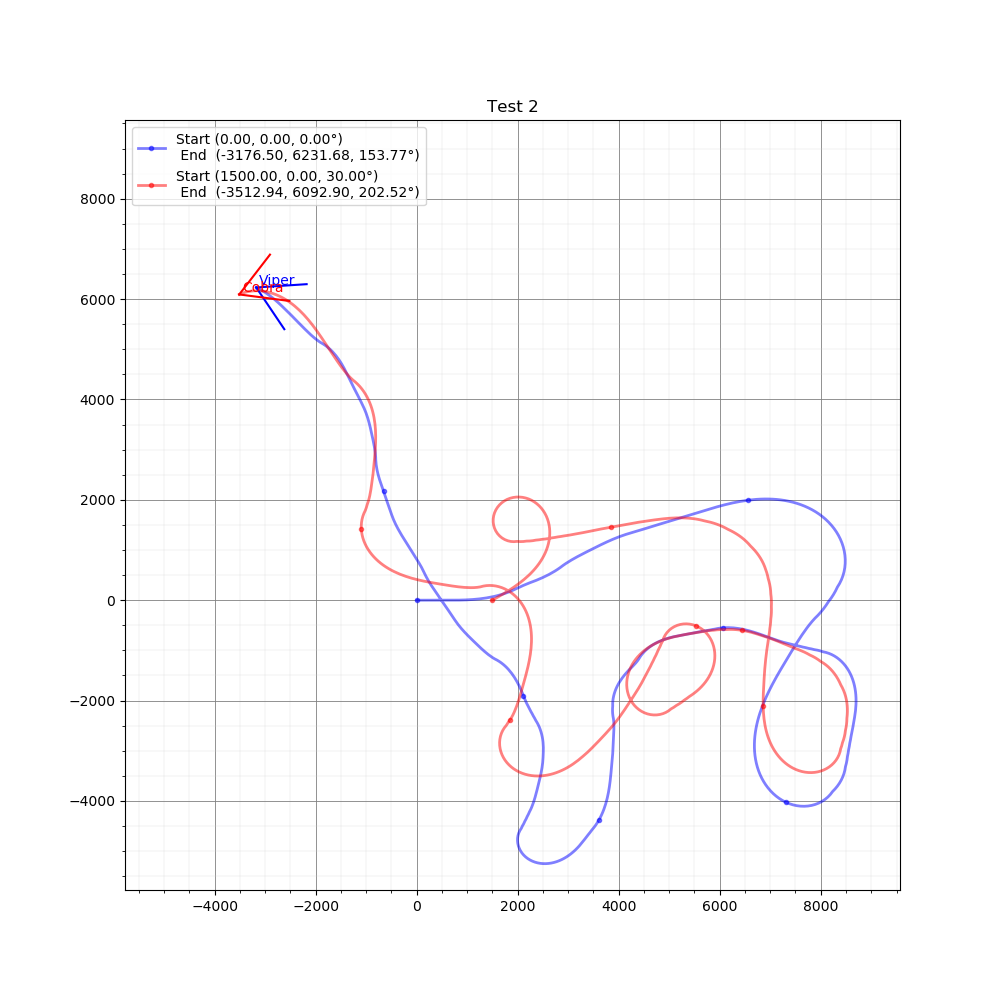 Test 2
Start (0.00, 0.00, 0.00°)
End (-3176.50, 6231.68, 153.77°)
Start (1500.00, 0.00, 30.00°)
End (-3512.94, 6092.90, 202.52°)
8000
Viper
Cobra
6000
4000
2000
0
−2000
−4000
−4000 −2000 0 2000 4000 6000 8000